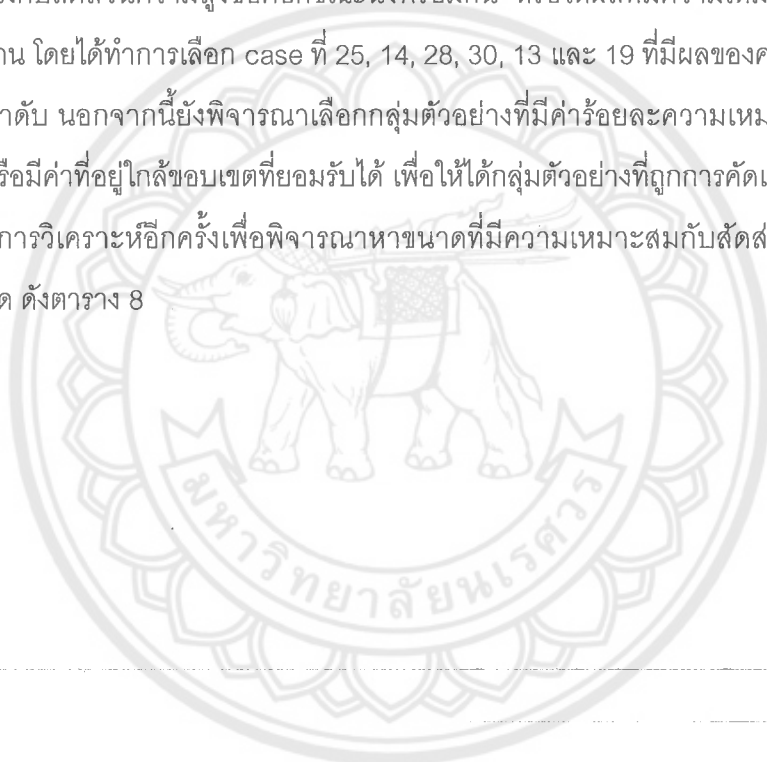 าน โดยได้ทำการเลือก case ที่ 25, 14, 28, 30, 13 และ 19 ที่มีผลของค
าดับ นอกจากนี้ยังพิจารณาเลือกกลุ่มตัวอย่างที่มีค่าร้อยละความเหม
รือมีค่าที่อยู่ใกล้ขอบเขตที่ยอมรับได้ เพื่อให้ได้กลุ่มตัวอย่างที่ถูกการคัดเ
การวิเคราะห์อีกครั้งเพื่อพิจารณาหาขนาดที่มีความเหมาะสมกับสัดส่
ด ดังตาราง 8
มหาวิทยาลัยนเรศวร